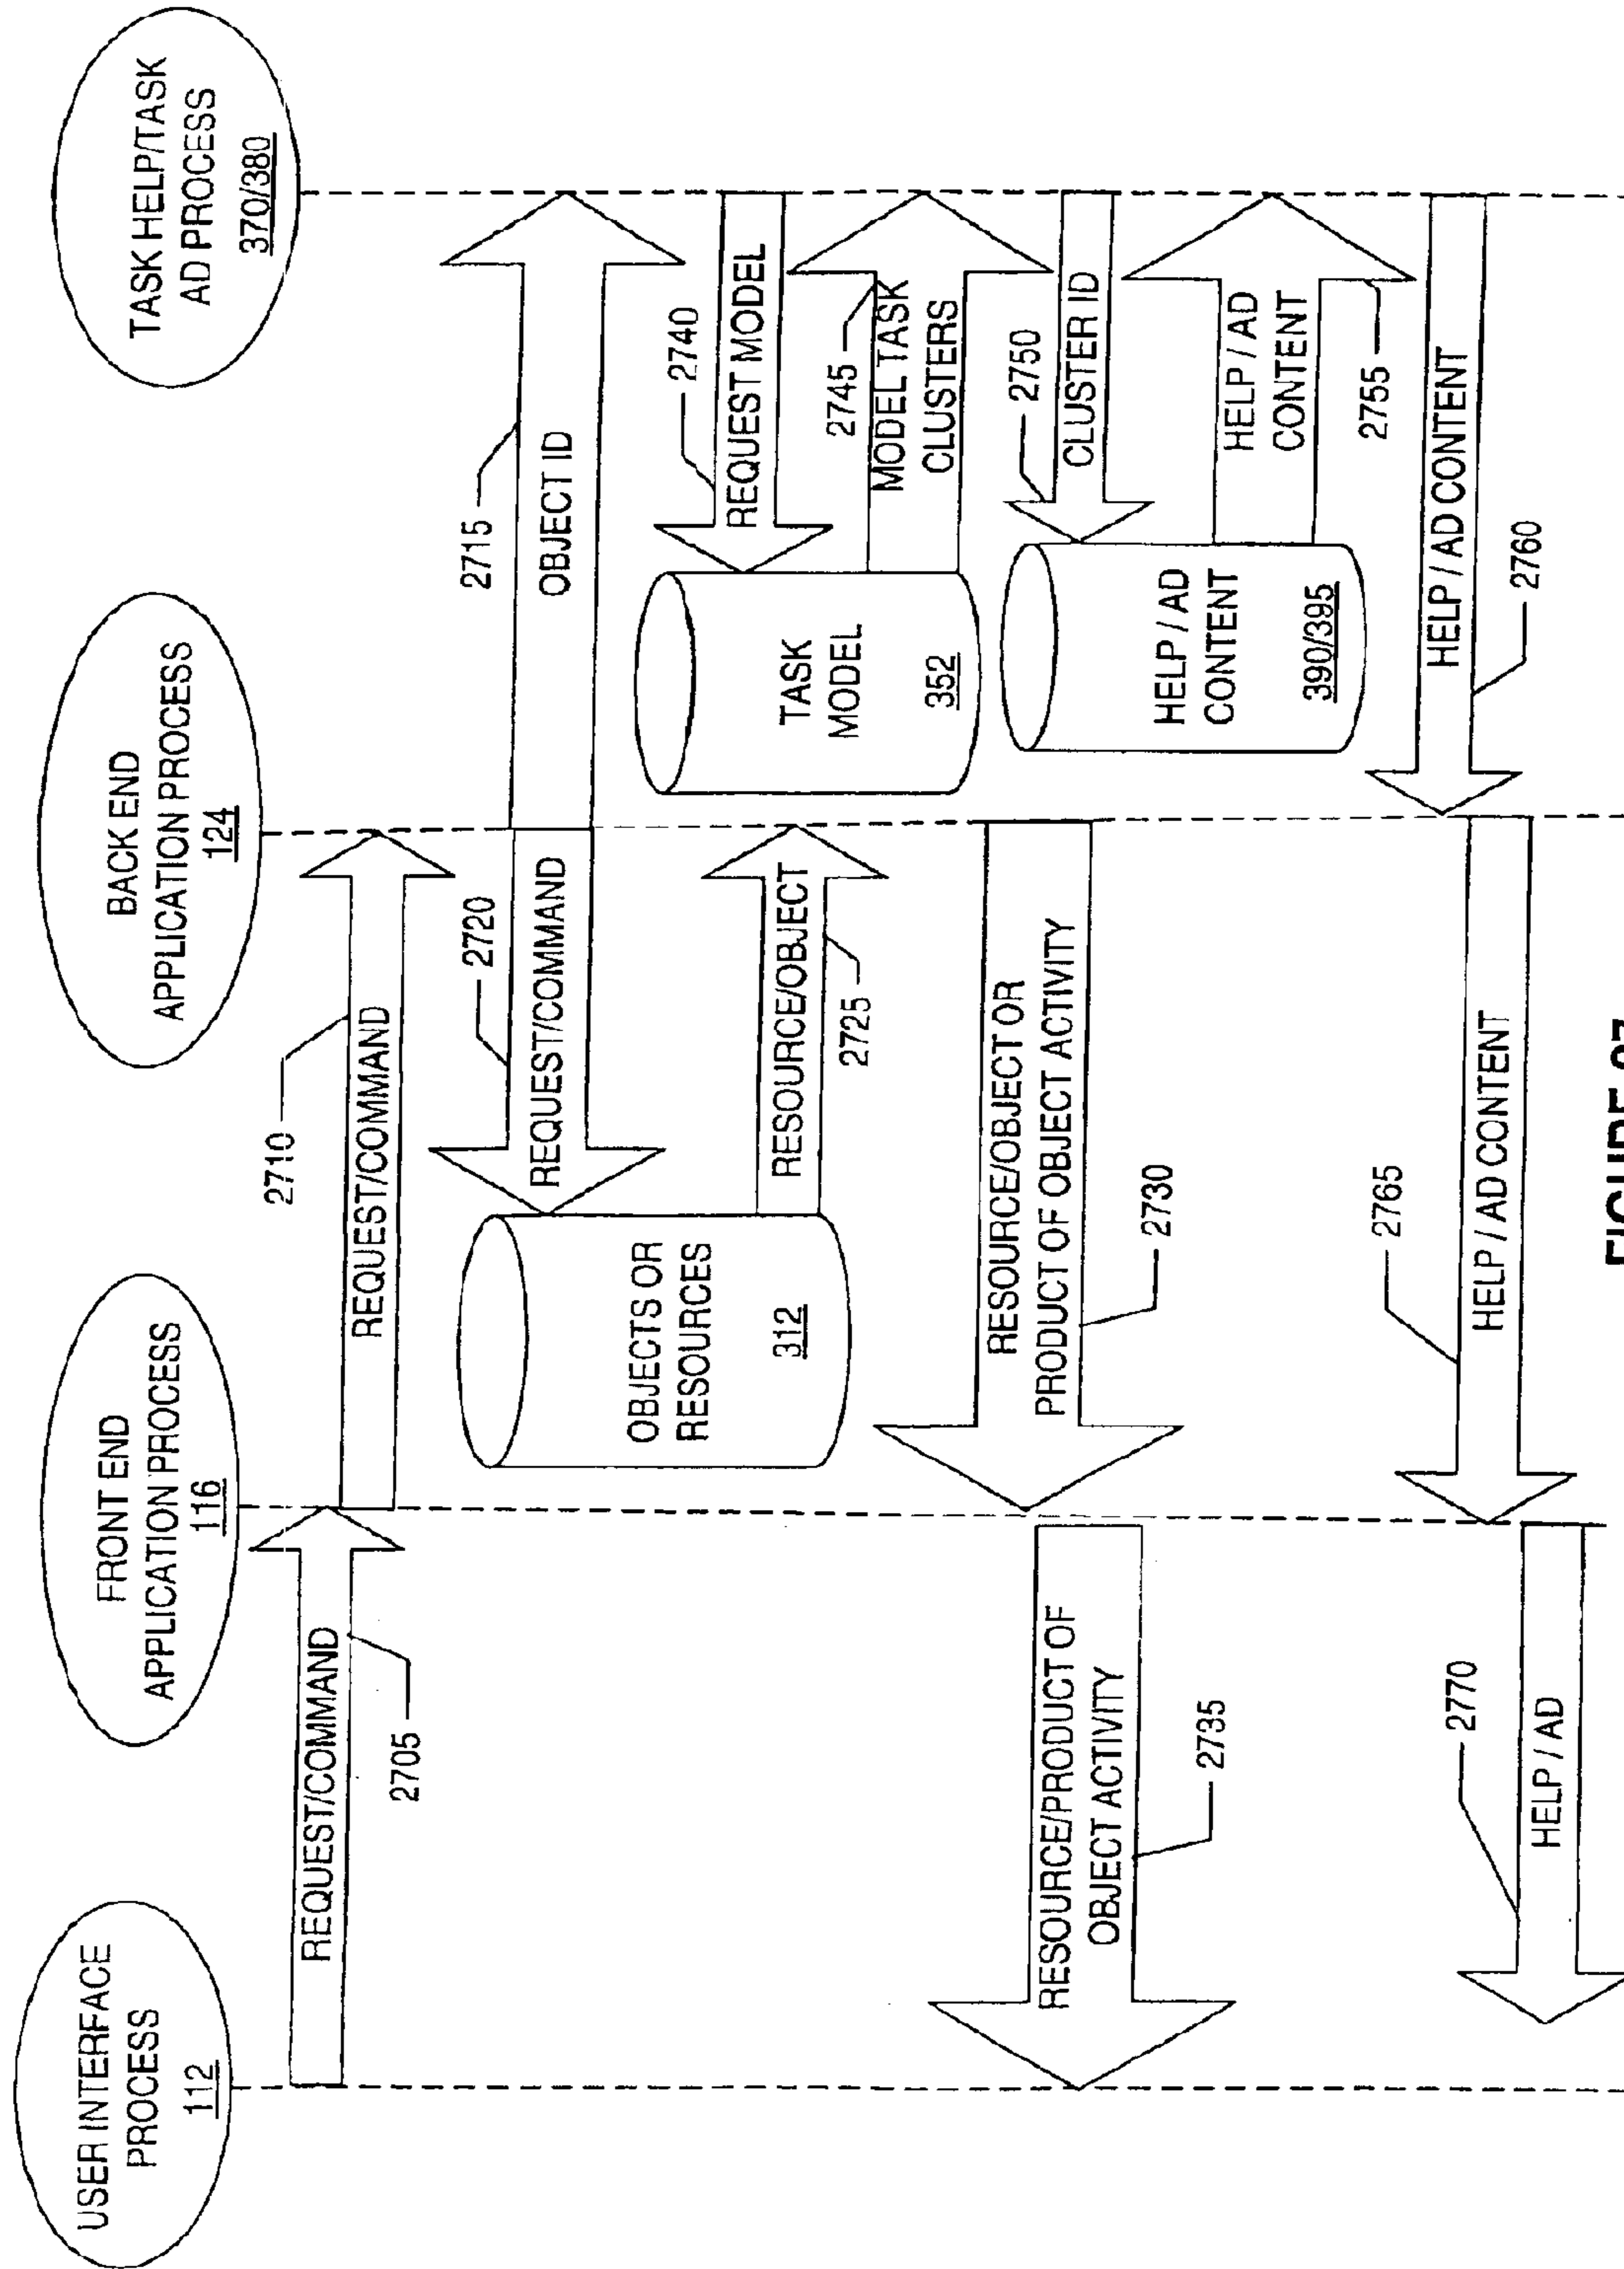 USER INTERFACE
PROCESS
112
FRONT END
APPLICATION PROCESS
116
BACK END
APPLICATION PROCESS
124
TASK HELP/TASK
AD PROCESS
370/380
REQUEST/COMMAND
2705
2710
REQUEST/COMMAND
2715
OBJECT ID
2720
REQUEST/COMMAND
OBJECTS OR
RESOURCES
312
RESOURCE/OBJECT
2725
2740
REQUEST MODEL
TASK
MODEL
352
2745
MODEL TASK
CLUSTERS
RESOURCE/OBJECT OR
PRODUCT OF OBJECT ACTIVITY
2730
RESOURCE/PRODUCT OF
OBJECT ACTIVITY
2735
2750
CLUSTER ID
HELP / AD
CONTENT
390/395
HELP / AD
CONTENT
2755
HELP / AD CONTENT
2760
2765
HELP / AD CONTENT
2770
HELP / AD